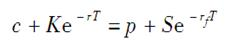 c + Ke^{-rT} = p + Se^{-r_f T}